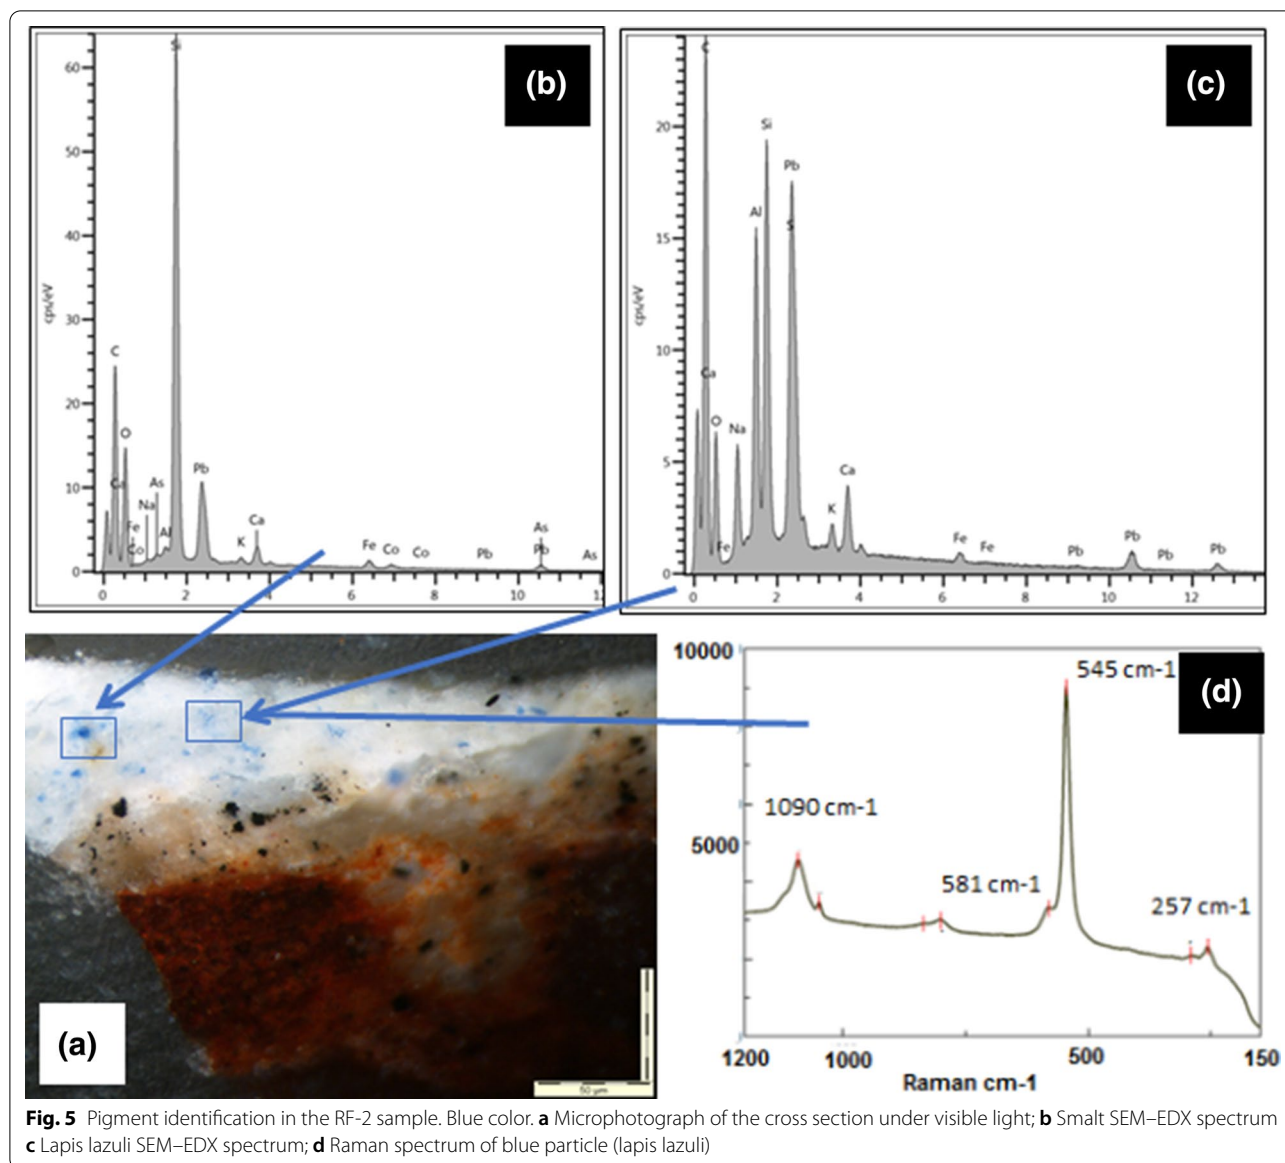 (b)
Si
60
50
40
cps/eV
30
C
20
O
Pb
As
Ca
10
Na
Fe
Al
Ca
As
Co
K
Fe
Co
Co
Pb
Pb
As
0
0
2
4
6
8
10
(c)
C
20
Si
Pb
Al
S
15
cps/eV
10
Ca
O
Na
Ca
5
K
Fe
Fe
Fe
Pb
Pb
Pb
Pb
0
0
2
4
6
8
10
12
(a)
50 µm
10000
545 cm-1
(d)
1090 cm-1
5000
581 cm-1
257 cm-1
1200
1000
500
150
Raman cm-1
Fig. 5 Pigment identification in the RF-2 sample. Blue color. a Microphotograph of the cross section under visible light; b Smalt SEM–EDX spectrum
c Lapis lazuli SEM–EDX spectrum; d Raman spectrum of blue particle (lapis lazuli)